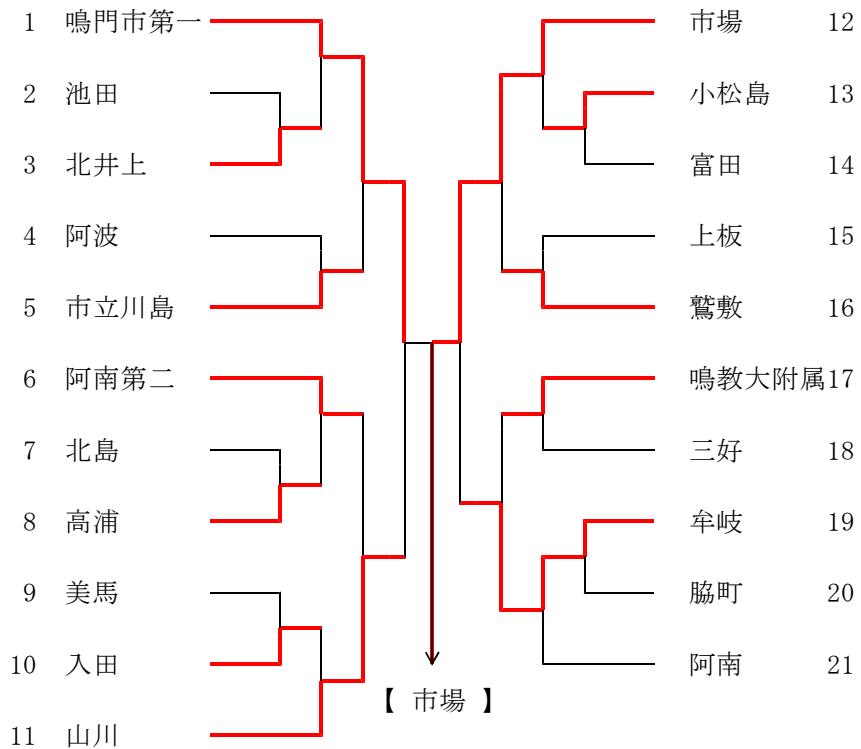 1 鳴門市第一
2 池田
3 北井上
4 阿波
5 市立川島
6 阿南第二
7 北島
8 高浦
9 美馬
10 入田
11 山川
市場 12
小松島 13
富田 14
上板 15
鷲敷 16
鳴教大附属17
三好 18
牟岐 19
脇町 20
阿南 21
【 市場 】